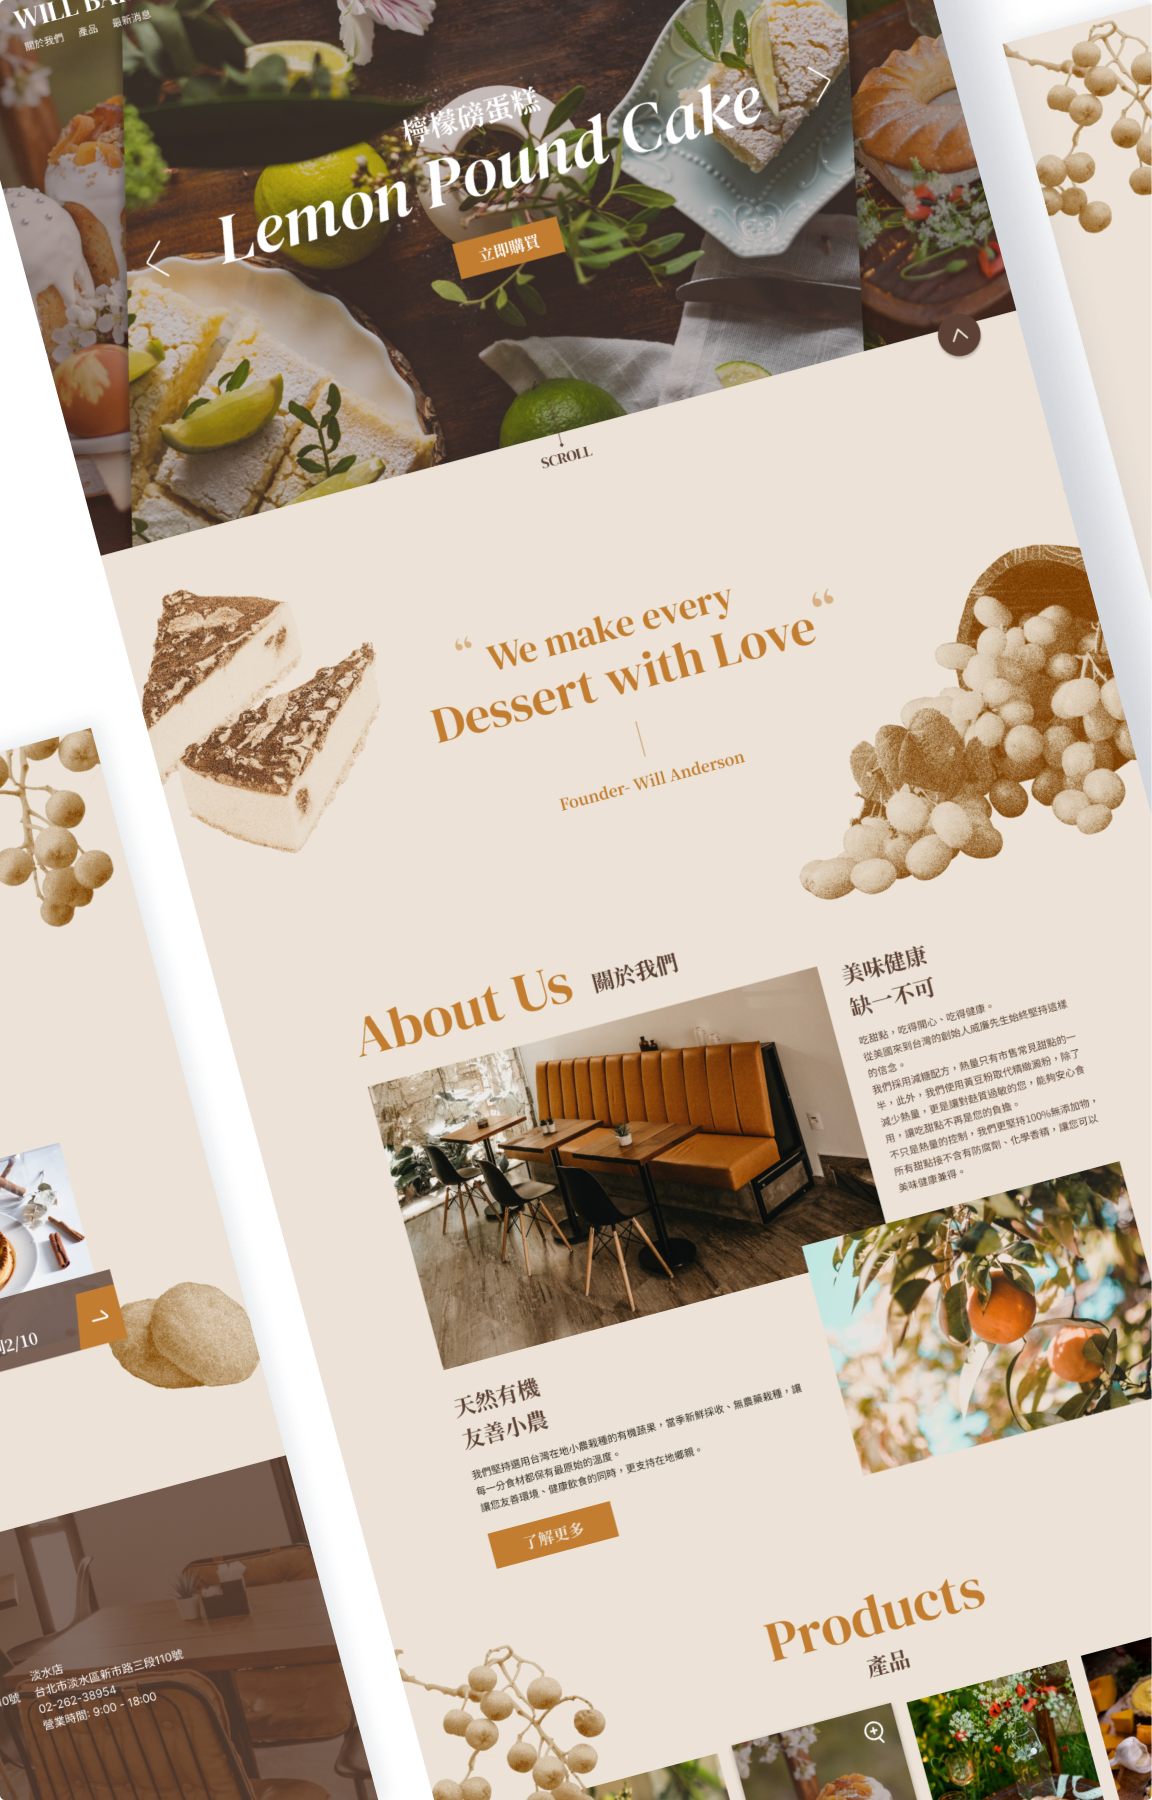 WILL BA
關於我們 產品 最新消息
檸檬磅蛋糕
Lemon Pound Cake
立即購買
SCROLL
“ We make every “
Dessert with Love
Founder- Will Anderson
About Us 關於我們
美味健康
缺一不可
吃甜點，吃得開心、吃得健康。
從美國來到台灣的創始人威廉先生始終堅持這樣
的信念。
我們採用減糖配方，熱量只有市售常見甜點的一
半，此外，我們使用黃豆粉取代精緻澱粉，除了
減少熱量，更是讓對麩質過敏的您，能夠安心食
用，讓吃甜點不再是您的負擔。
不只是熱量的控制，我們更堅持100%無添加物，
所有甜點接不含有防腐劑、化學香精，讓您可以
美味健康兼得。
天然有機
友善小農
我們堅持選用台灣在地小農栽種的有機蔬果，當季新鮮採收、無農藥栽種，讓
每一分食材都保有最原始的溫度。
讓您友善環境、健康飲食的同時，更支持在地鄉親。
了解更多
Products
產品
2/10
0號
淡水店
台北市淡水區新市路三段110號
02-262-38954
營業時間: 9:00 - 18:00